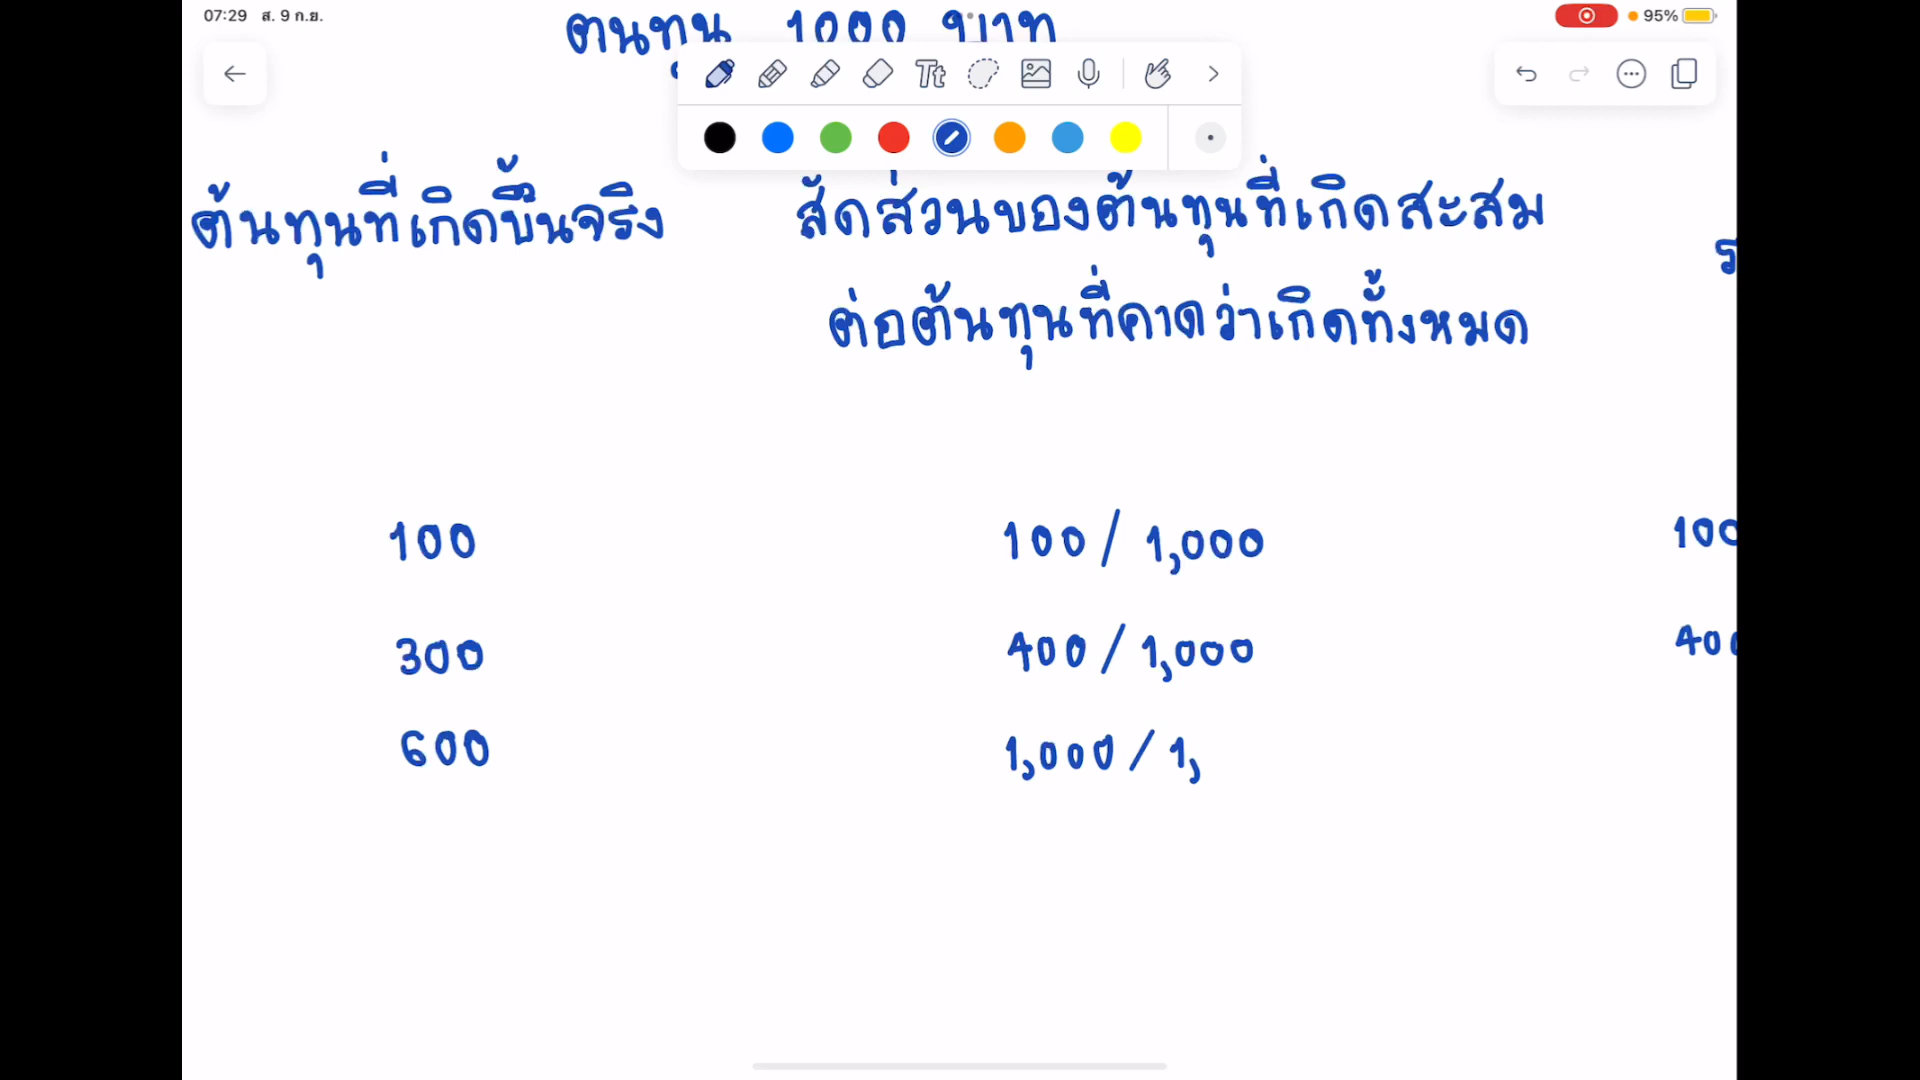 07:29 ส. 9 ก.ย. 95%
ต้นทุน 1000 บาท
Tt
ต้นทุนที่เกิดขึ้นจริง สัดส่วนของต้นทุนที่เกิดสะสม
ต่อต้นทุนที่คาดว่าเกิดทั้งหมด
100 100 / 1,000 100
300 400 / 1,000 400
600 1,000 / 1,